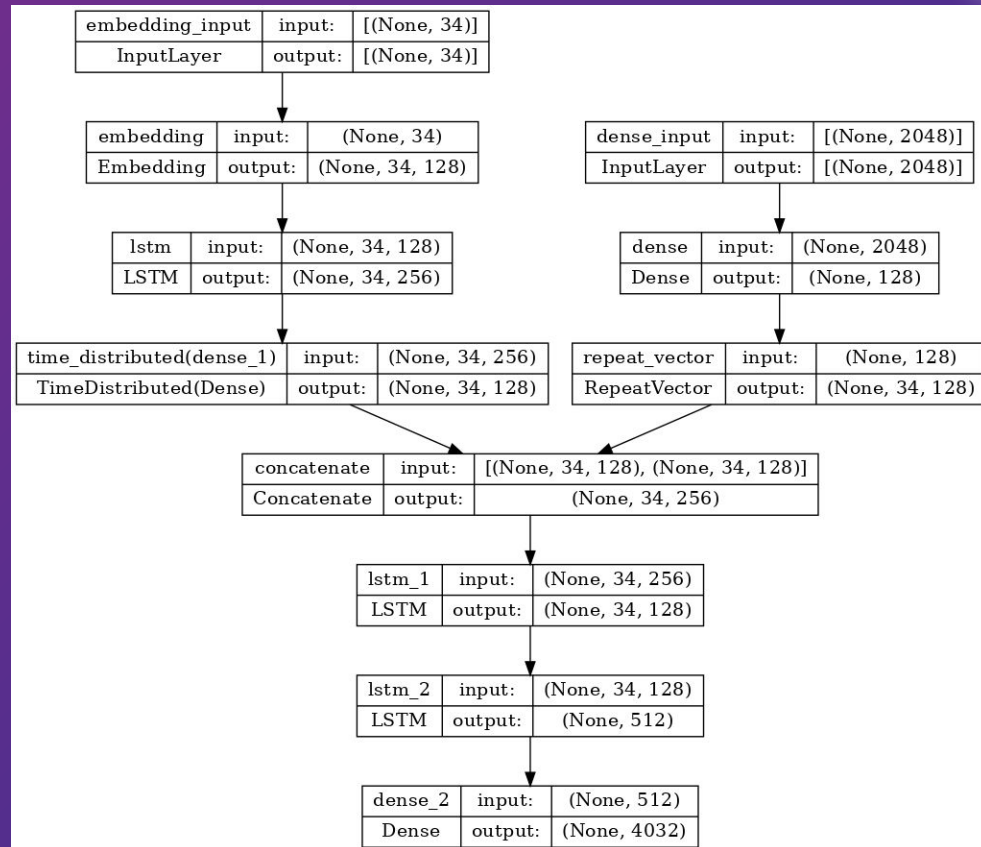 embedding_input input: [(None, 34)]
InputLayer output: [(None, 34)]
embedding input: (None, 34)
Embedding output: (None, 34, 128)
dense_input input: [(None, 2048)]
InputLayer output: [(None, 2048)]
lstm input: (None, 34, 128)
LSTM output: (None, 34, 256)
dense input: (None, 2048)
Dense output: (None, 128)
time_distributed(dense_1) input: (None, 34, 256)
TimeDistributed(Dense) output: (None, 34, 128)
repeat_vector input: (None, 128)
RepeatVector output: (None, 34, 128)
concatenate input: [(None, 34, 128), (None, 34, 128)]
Concatenate output: (None, 34, 256)
lstm_1 input: (None, 34, 256)
LSTM output: (None, 34, 128)
lstm_2 input: (None, 34, 128)
LSTM output: (None, 512)
dense_2 input: (None, 512)
Dense output: (None, 4032)